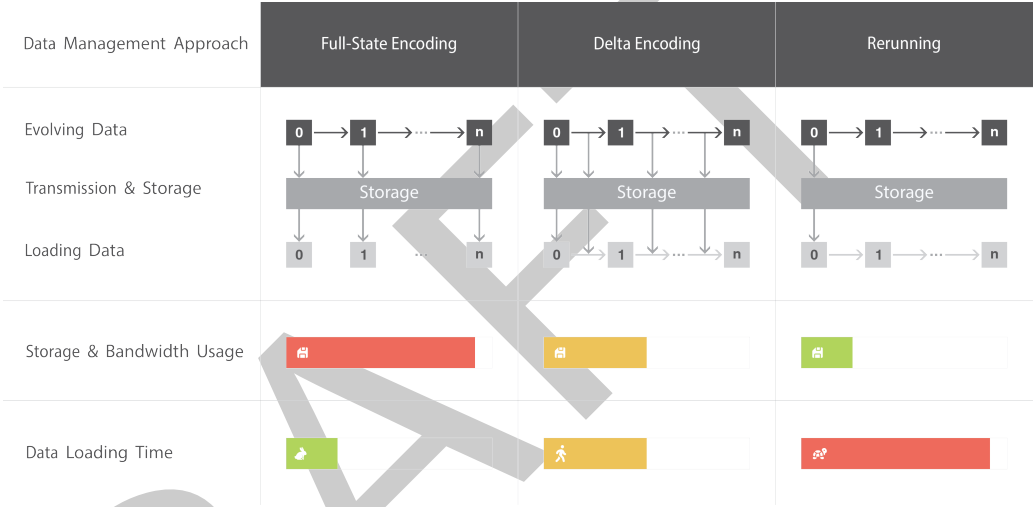 Data Management Approach Full-State Encoding Delta Encoding Rerunning
Evolving Data 0 1 ... n 0 1 ... n 0 1 ... n
Transmission & Storage Storage Storage Storage
Loading Data 0 1 ... n 0 1 ... n 0 1 ... n
Storage & Bandwidth Usage
Data Loading Time